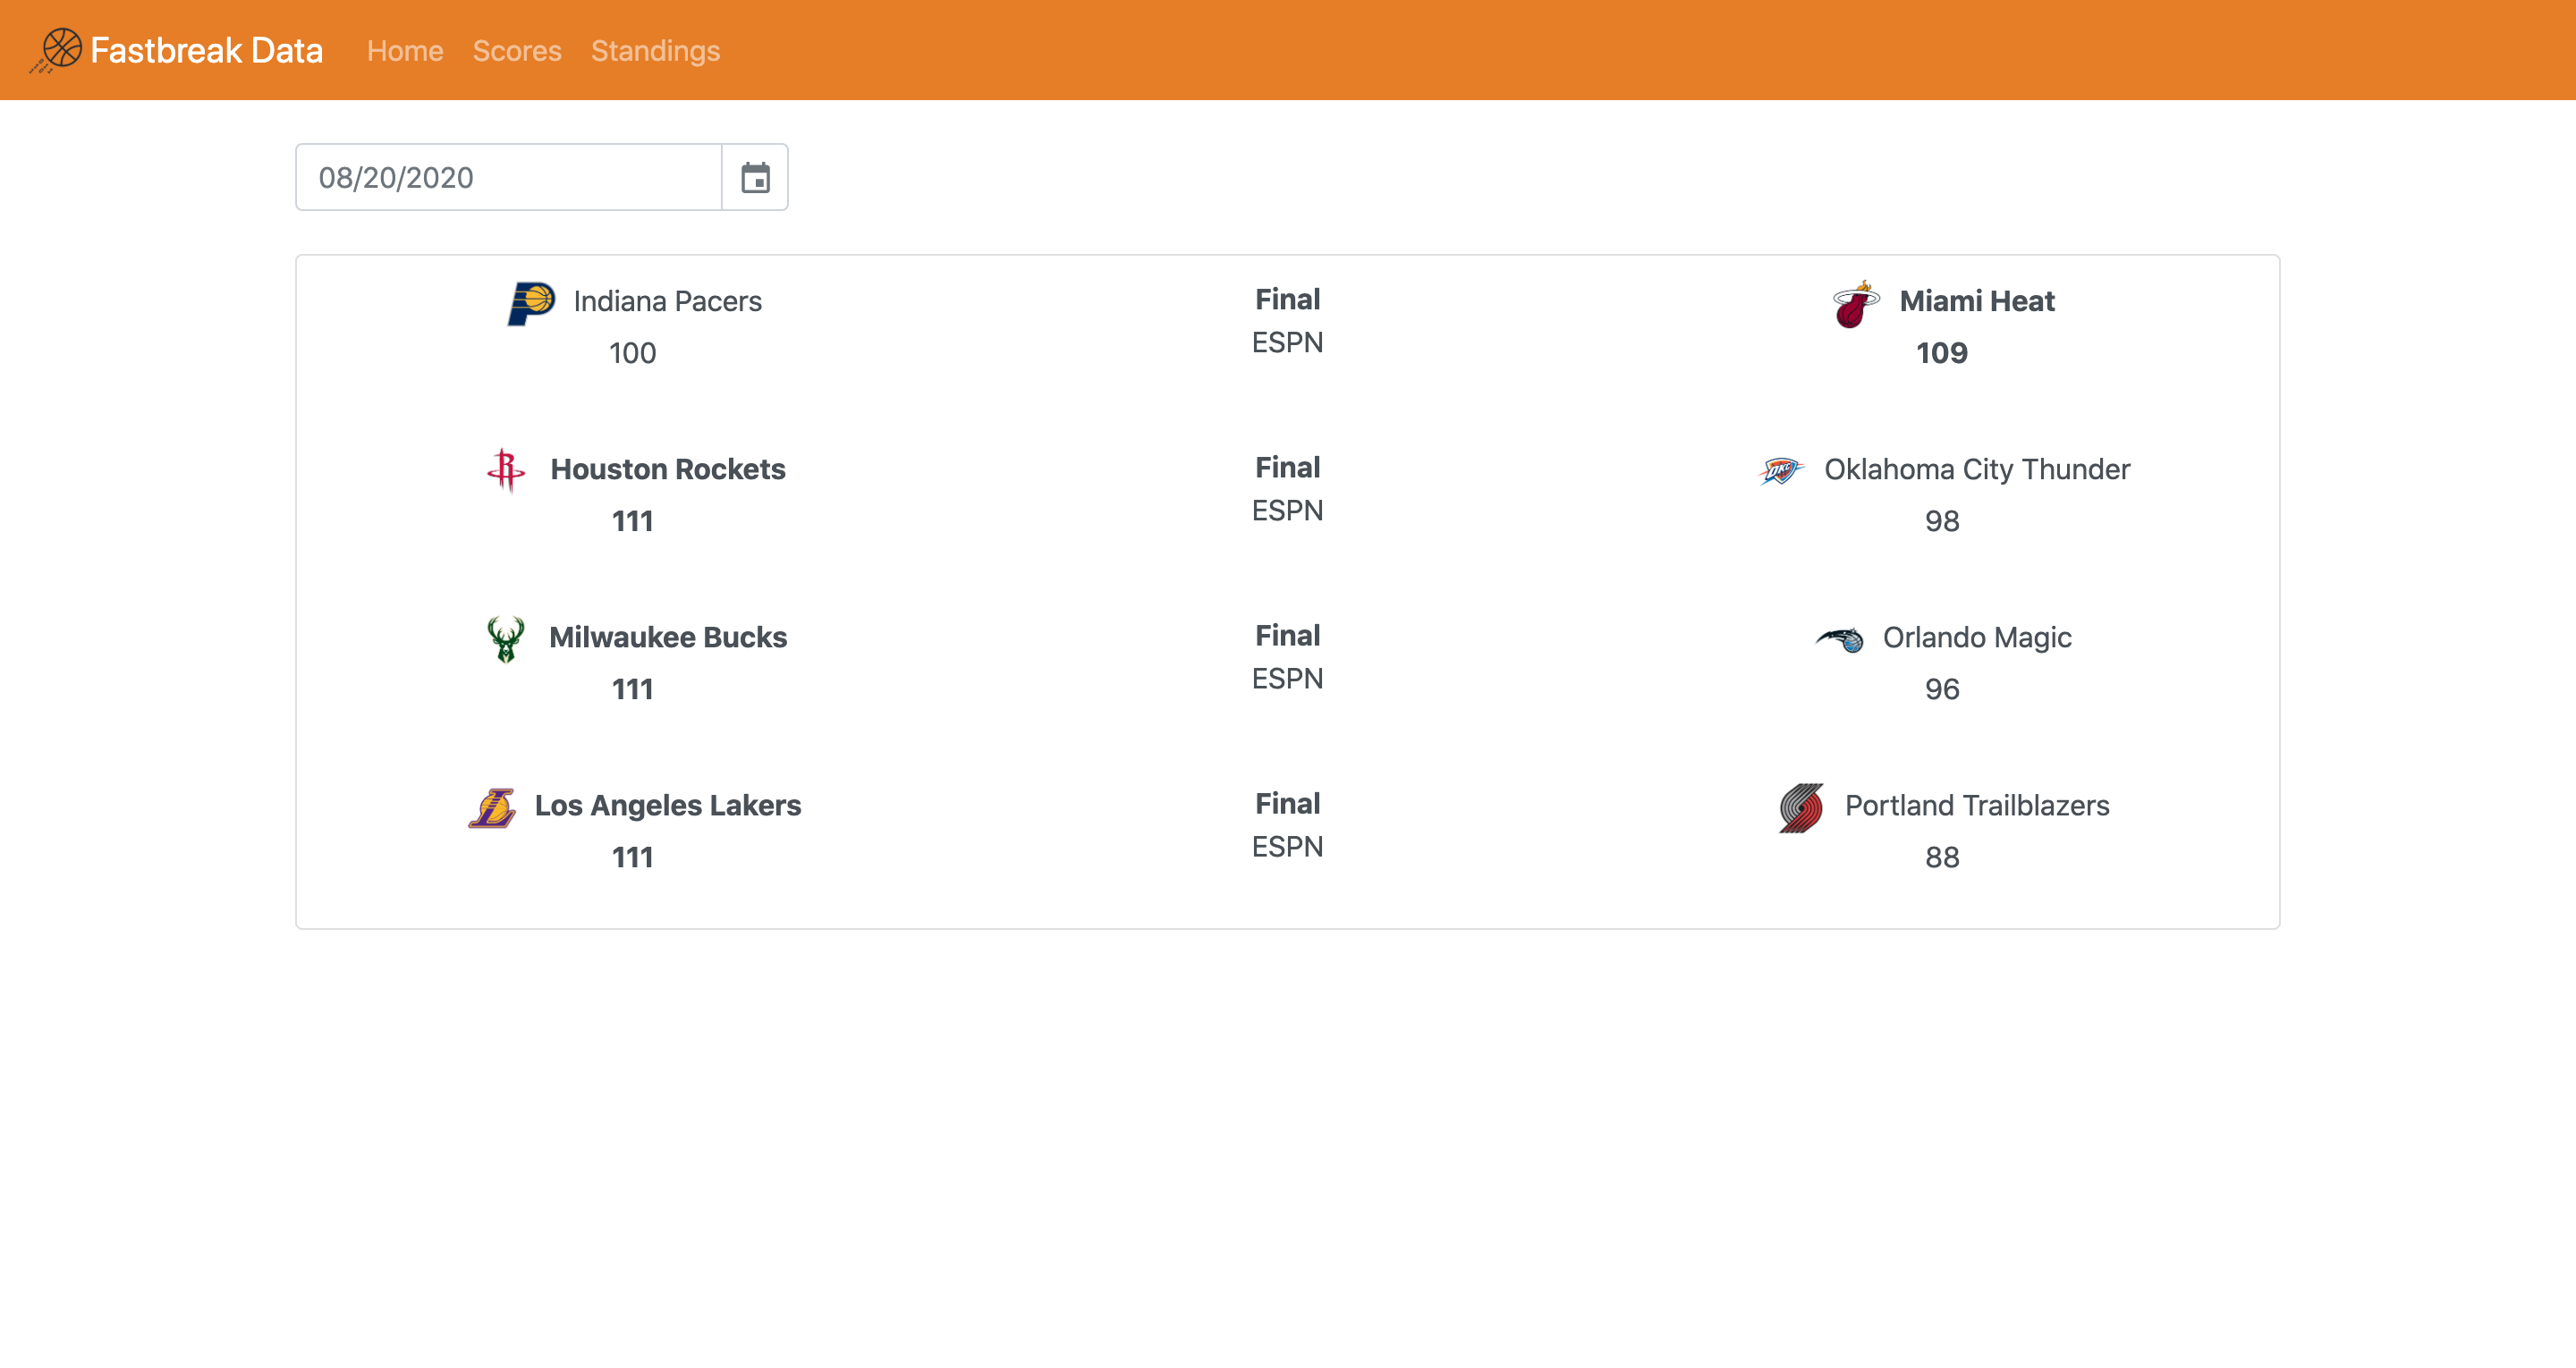 Fastbreak Data Home Scores Standings
08/20/2020
Indiana Pacers Final Miami Heat
100 ESPN 109
Houston Rockets Final Oklahoma City Thunder
111 ESPN 98
Milwaukee Bucks Final Orlando Magic
111 ESPN 96
Los Angeles Lakers Final Portland Trailblazers
111 ESPN 88